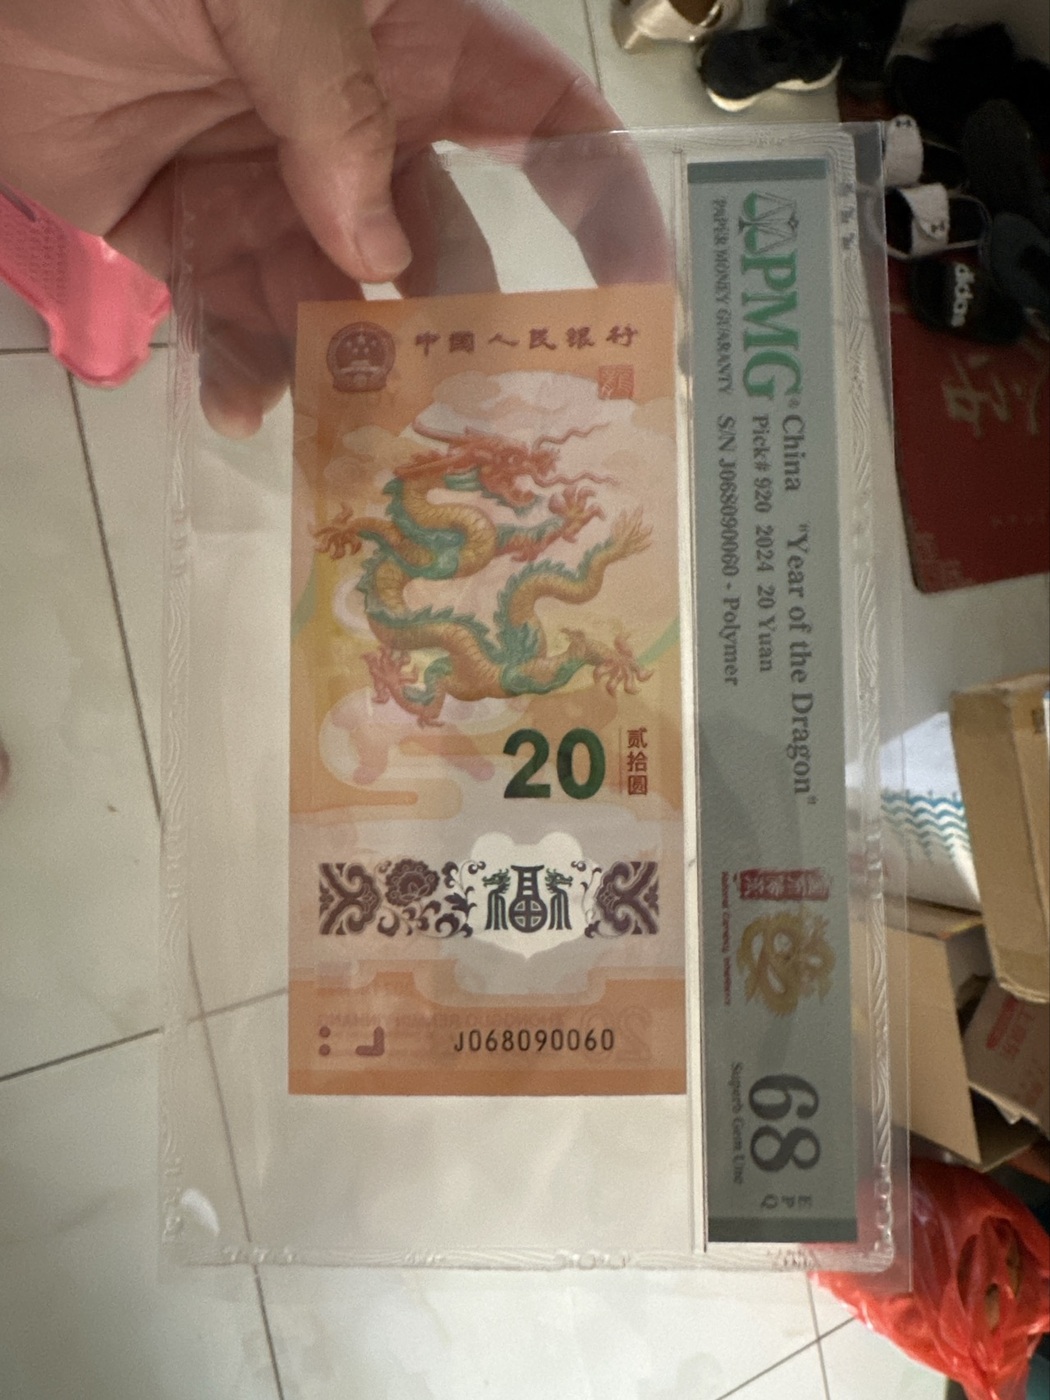 中国人民银行
20
贰拾圆
J068090060
PMG®
PAPER MONEY GUARANTY
China "Year of the Dragon"
Pick# 920 2024 20 Yuan
S/N J068090060 - Polymer
68
Superb Gem Unc
EPQ
adidas